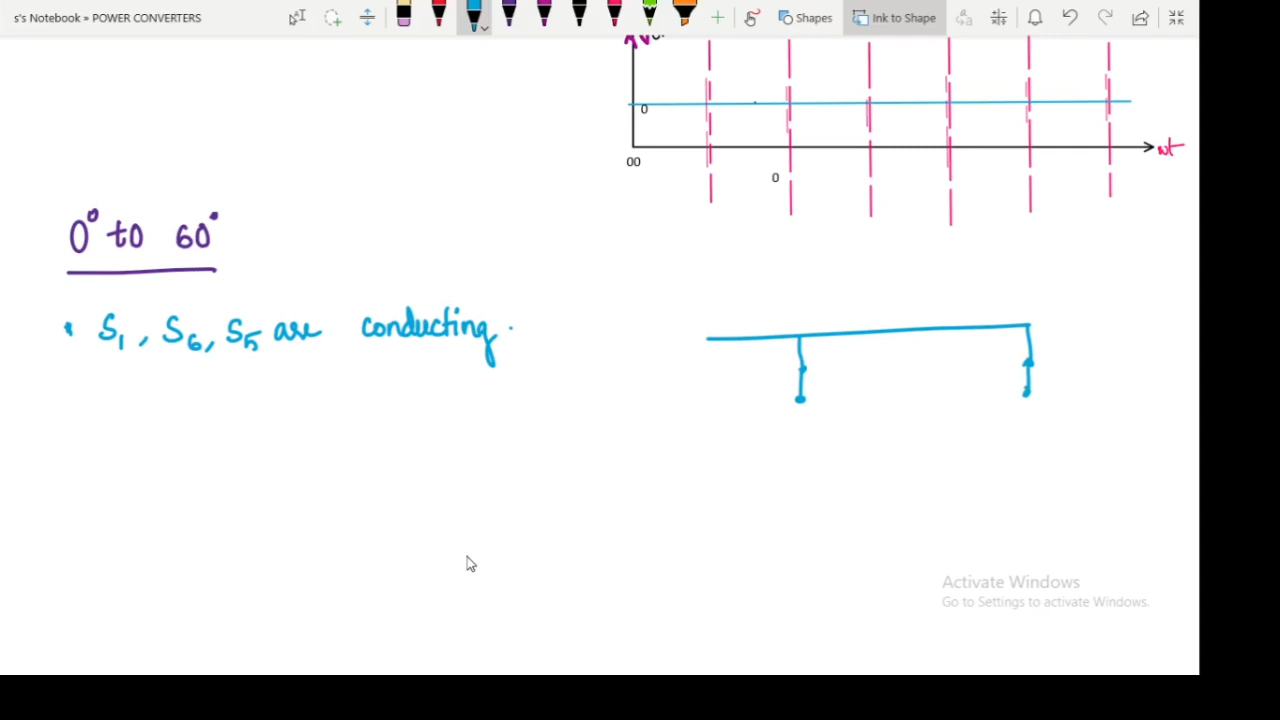 s's Notebook » POWER CONVERTERS
Shapes
Ink to Shape
0
00
wt
0
0° to 60°
• S₁, S₆, S₅ are conducting.
Activate Windows
Go to Settings to activate Windows.